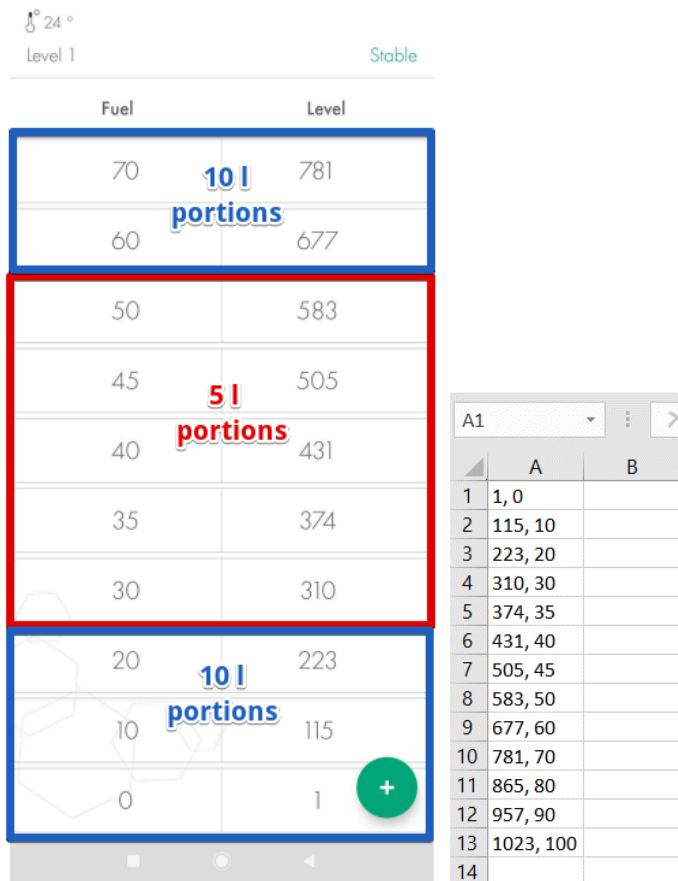 24 °
Level 1 Stable
Fuel Level
70 781
10 l
portions
60 677
50 583
45 505
5 l
portions
40 431
35 374
30 310
20 223
10 l
portions
10 115
+
0 1
A1
A B
1 1, 0
2 115, 10
3 223, 20
4 310, 30
5 374, 35
6 431, 40
7 505, 45
8 583, 50
9 677, 60
10 781, 70
11 865, 80
12 957, 90
13 1023, 100
14